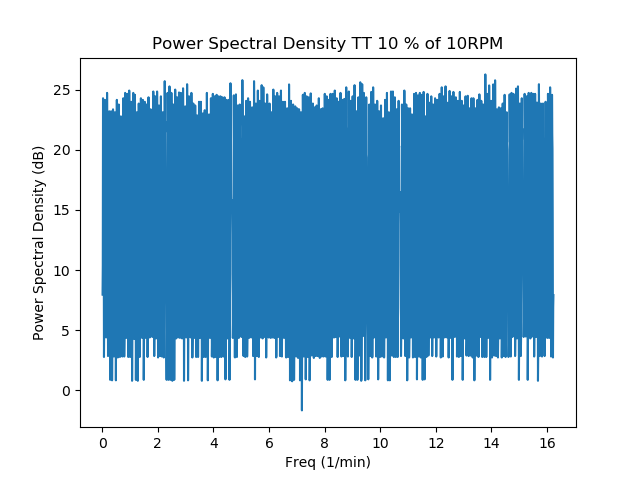 Power Spectral Density TT 10 % of 10RPM
25
20
15
10
5
0
Power Spectral Density (dB)
0 2 4 6 8 10 12 14 16
Freq (1/min)